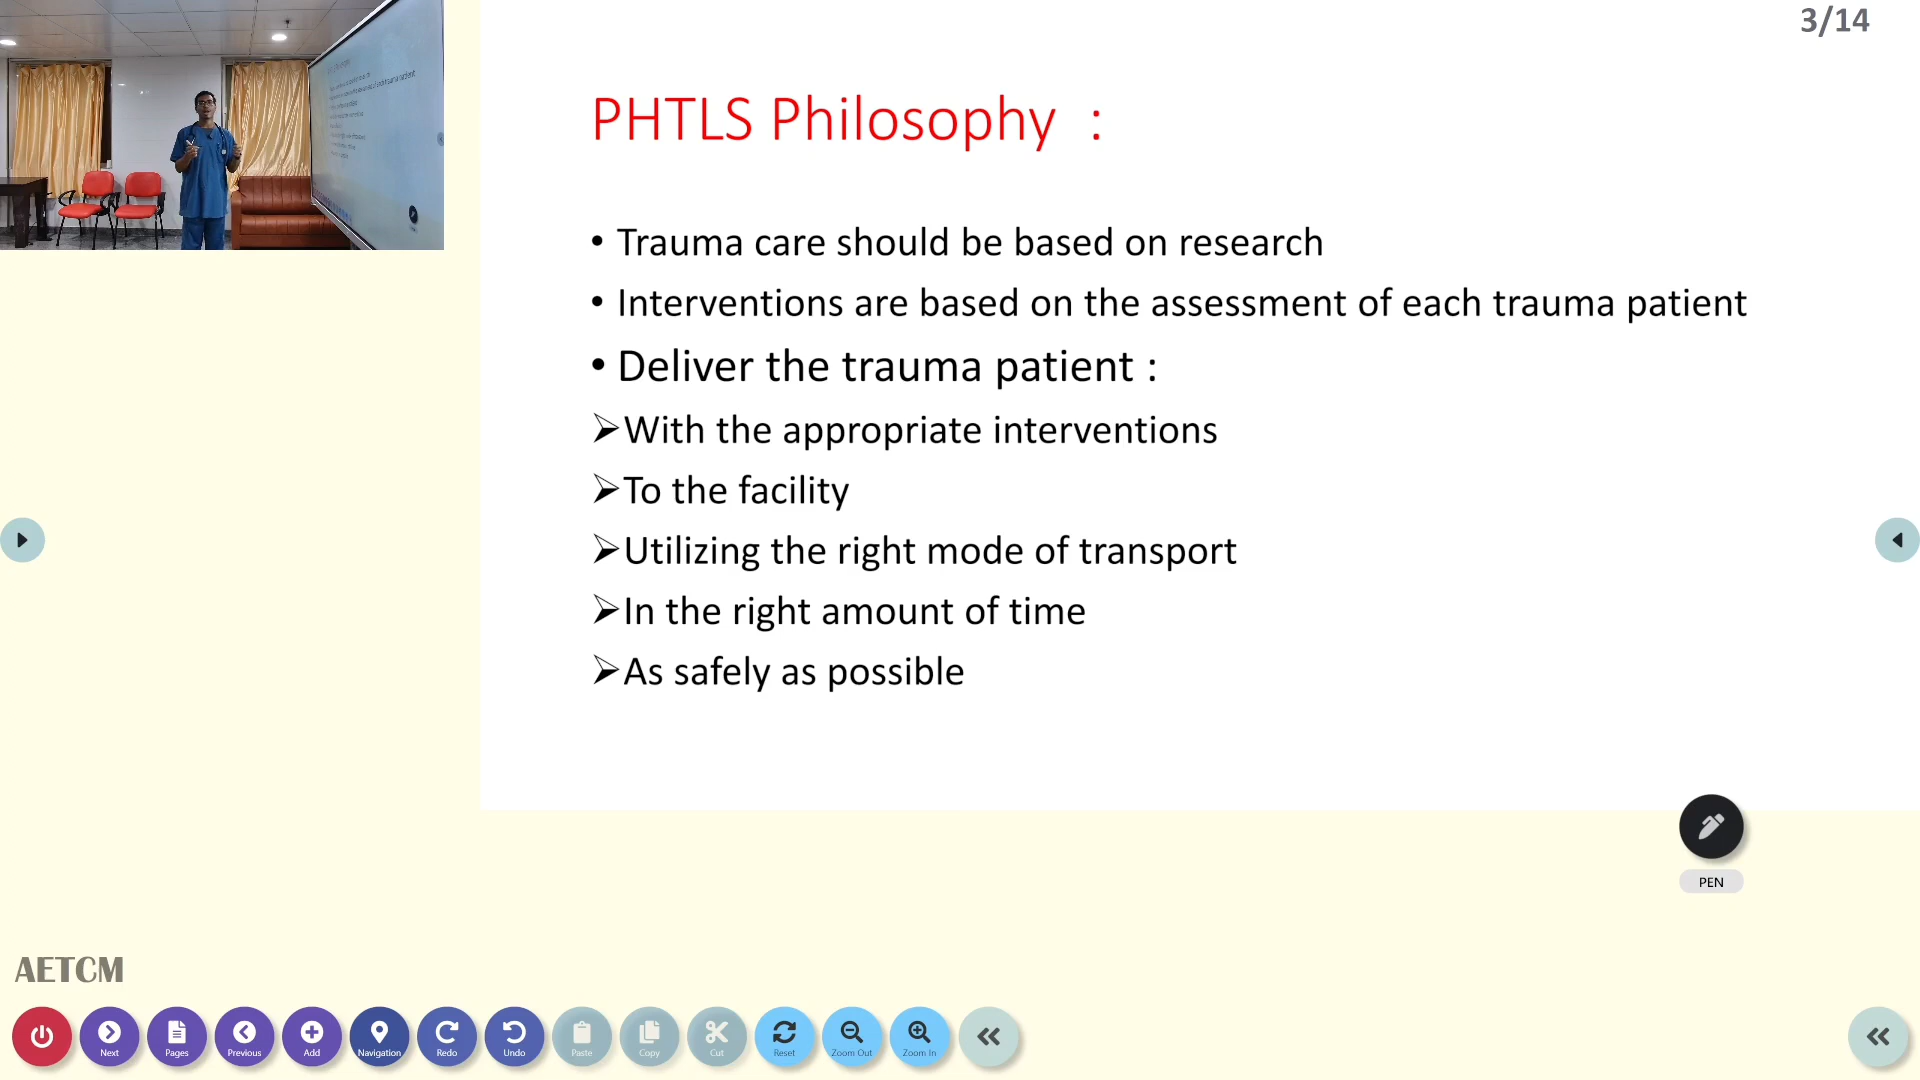 3/14
PHTLS Philosophy :
• Trauma care should be based on research
• Interventions are based on the assessment of each trauma patient
• Deliver the trauma patient :
➢With the appropriate interventions
➢To the facility
➢Utilizing the right mode of transport
➢In the right amount of time
➢As safely as possible
PEN
AETCM
Next
Pages
Previous
Add
Navigation
Redo
Undo
Paste
Copy
Cut
Reset
Zoom Out
Zoom In